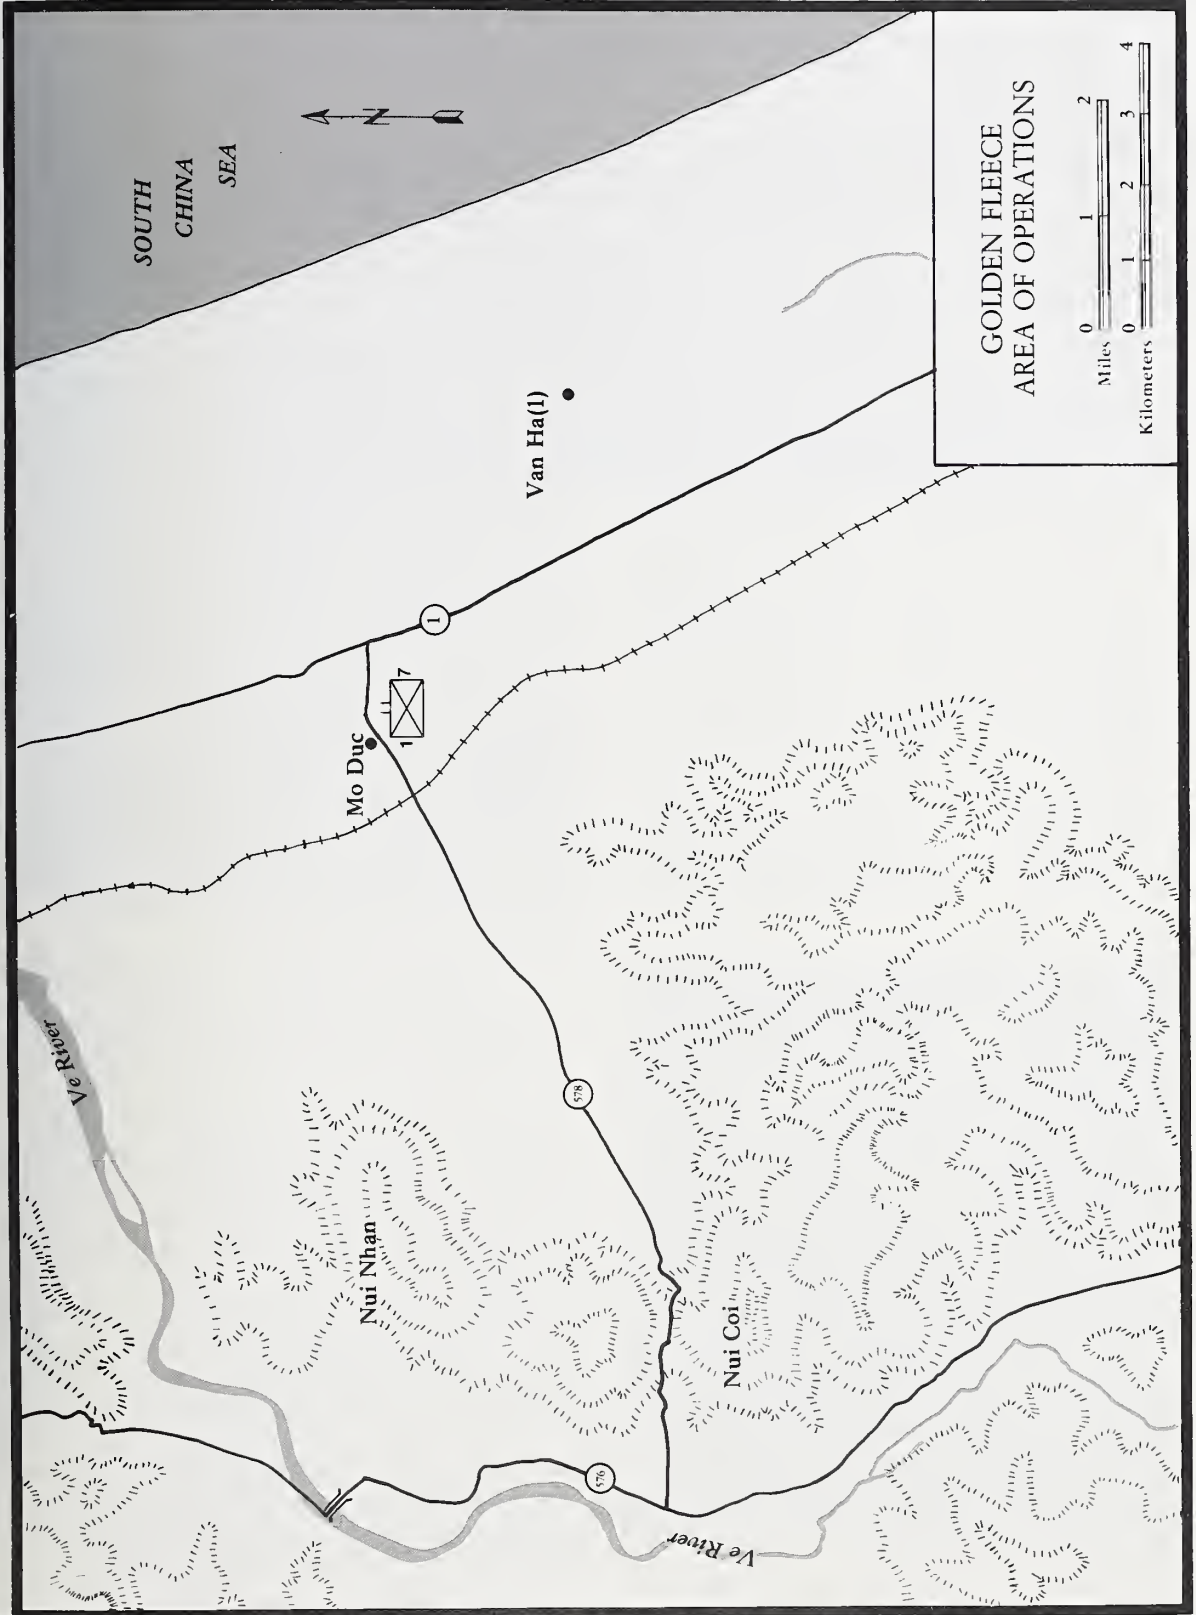 SOUTH
CHINA
SEA
N
Ve River
Mo Duc
1 7
1
Van Ha(1)
Nui Nhan
578
576
Nui Coi
Ve River
GOLDEN FLEECE
AREA OF OPERATIONS
0 1 2
Miles
0 1 2 3 4
Kilometers